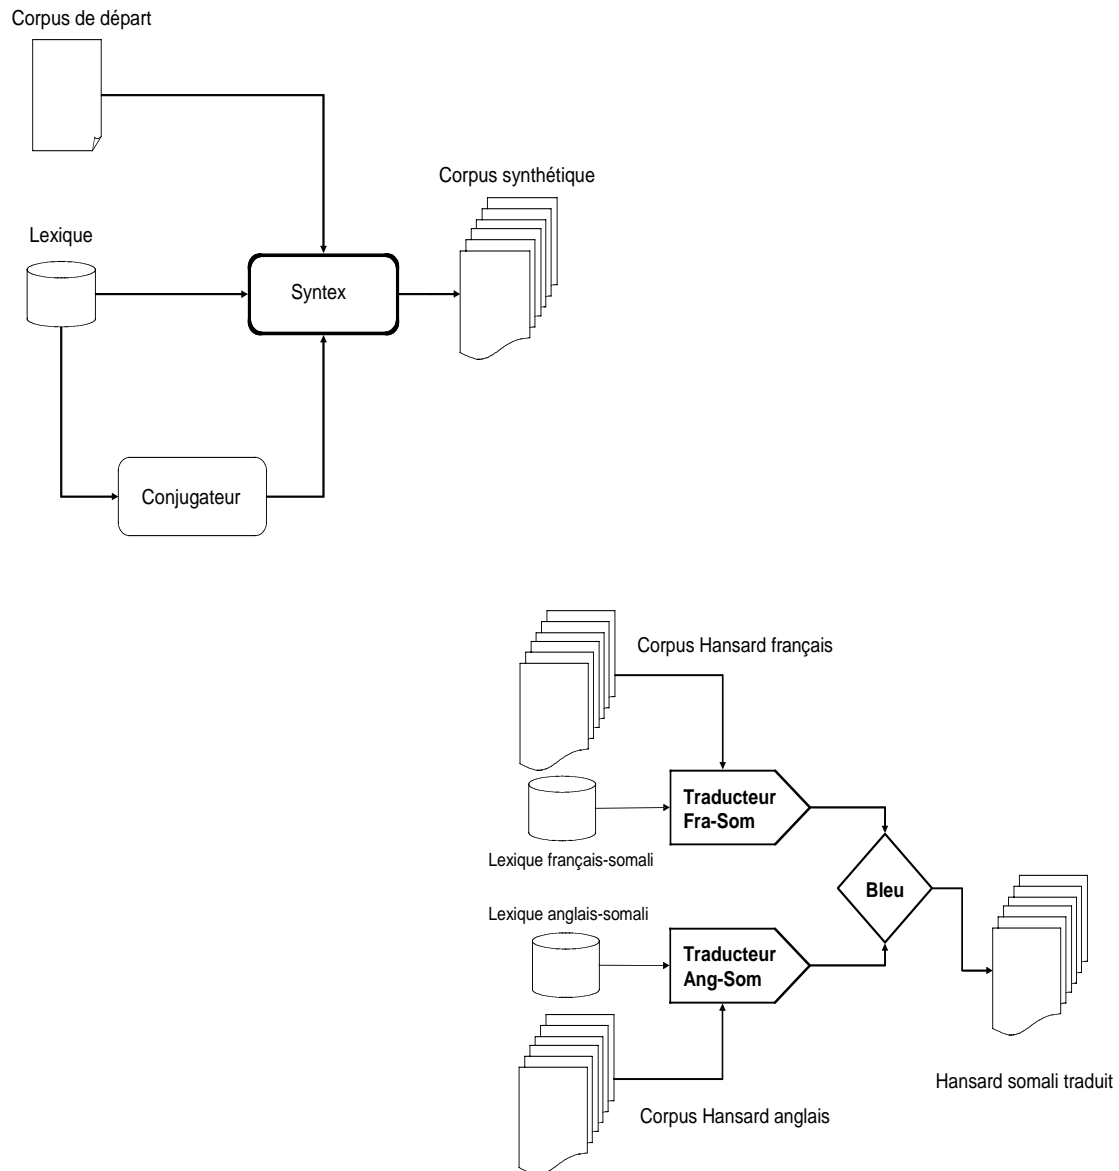 Corpus de départ
Corpus synthétique
Lexique
Syntex
Conjugateur
Corpus Hansard français
Traducteur
Fra-Som
Lexique français-somali
Bleu
Lexique anglais-somali
Traducteur
Ang-Som
Hansard somali traduit
Corpus Hansard anglais